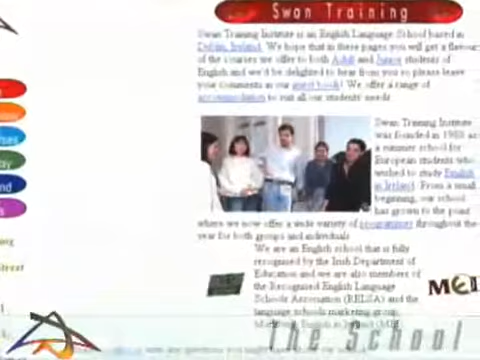 Swan Training
Swan Training Institute is an English Language School based in
Dublin, Ireland. We hope that in these pages you will get a flavour
of the courses we offer to both Adult and Junior students of
English and we'd be delighted to hear from you so please leave
your comments in our guest book! We offer a range of
accommodation to suit all our students needs.
Swan Training Institute
was founded in as
a summer school for
European students who
wished to study English
in Ireland. From a small
beginning, our school
has grown to the point
where we now offer a wide variety of programmes throughout the
year for both groups and individuals
We are an English school that is fully
recognised by the Irish Department of
Education and we are also members of
the Recognised English Language
Schools Association (RELSA) and the
language schools marketing group,
MEI
The School